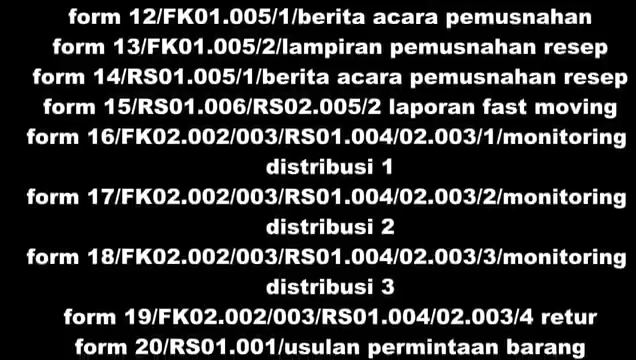 form 12/FK01.005/1/berita acara pemusnahan
form 13/FK01.005/2/lampiran pemusnahan resep
form 14/RS01.005/1/berita acara pemusnahan resep
form 15/RS01.006/RS02.005/2 laporan fast moving
form 16/FK02.002/003/RS01.004/02.003/1/monitoring
distribusi 1
form 17/FK02.002/003/RS01.004/02.003/2/monitoring
distribusi 2
form 18/FK02.002/003/RS01.004/02.003/3/monitoring
distribusi 3
form 19/FK02.002/003/RS01.004/02.003/4 retur
form 20/RS01.001/usulan permintaan barang